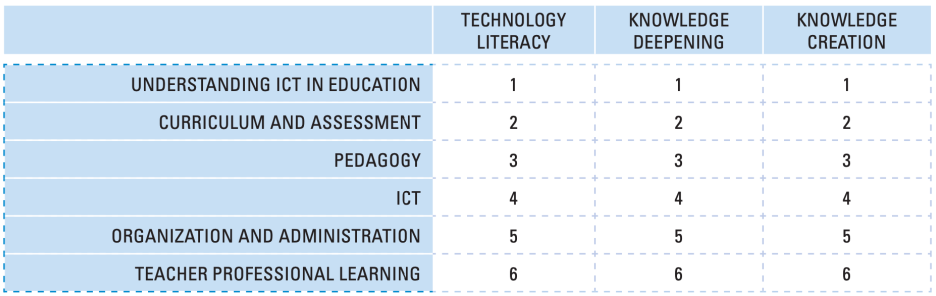 TECHNOLOGY LITERACY KNOWLEDGE DEEPENING KNOWLEDGE CREATION
UNDERSTANDING ICT IN EDUCATION 1 1 1
CURRICULUM AND ASSESSMENT 2 2 2
PEDAGOGY 3 3 3
ICT 4 4 4
ORGANIZATION AND ADMINISTRATION 5 5 5
TEACHER PROFESSIONAL LEARNING 6 6 6